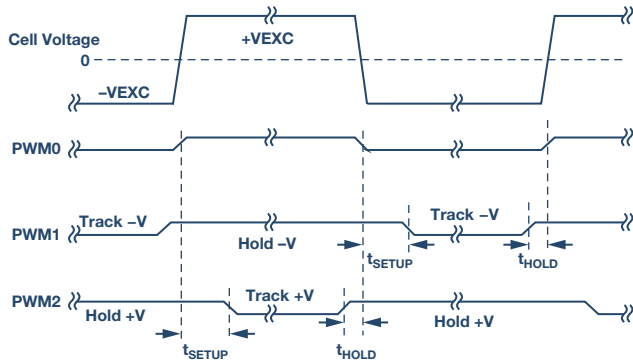 +VEXC
Cell Voltage
0
−VEXC
PWM0
Track −V
Track −V
PWM1
Hold −V
tSETUP
tHOLD
PWM2
Track +V
Hold +V
Hold +V
tSETUP
tHOLD